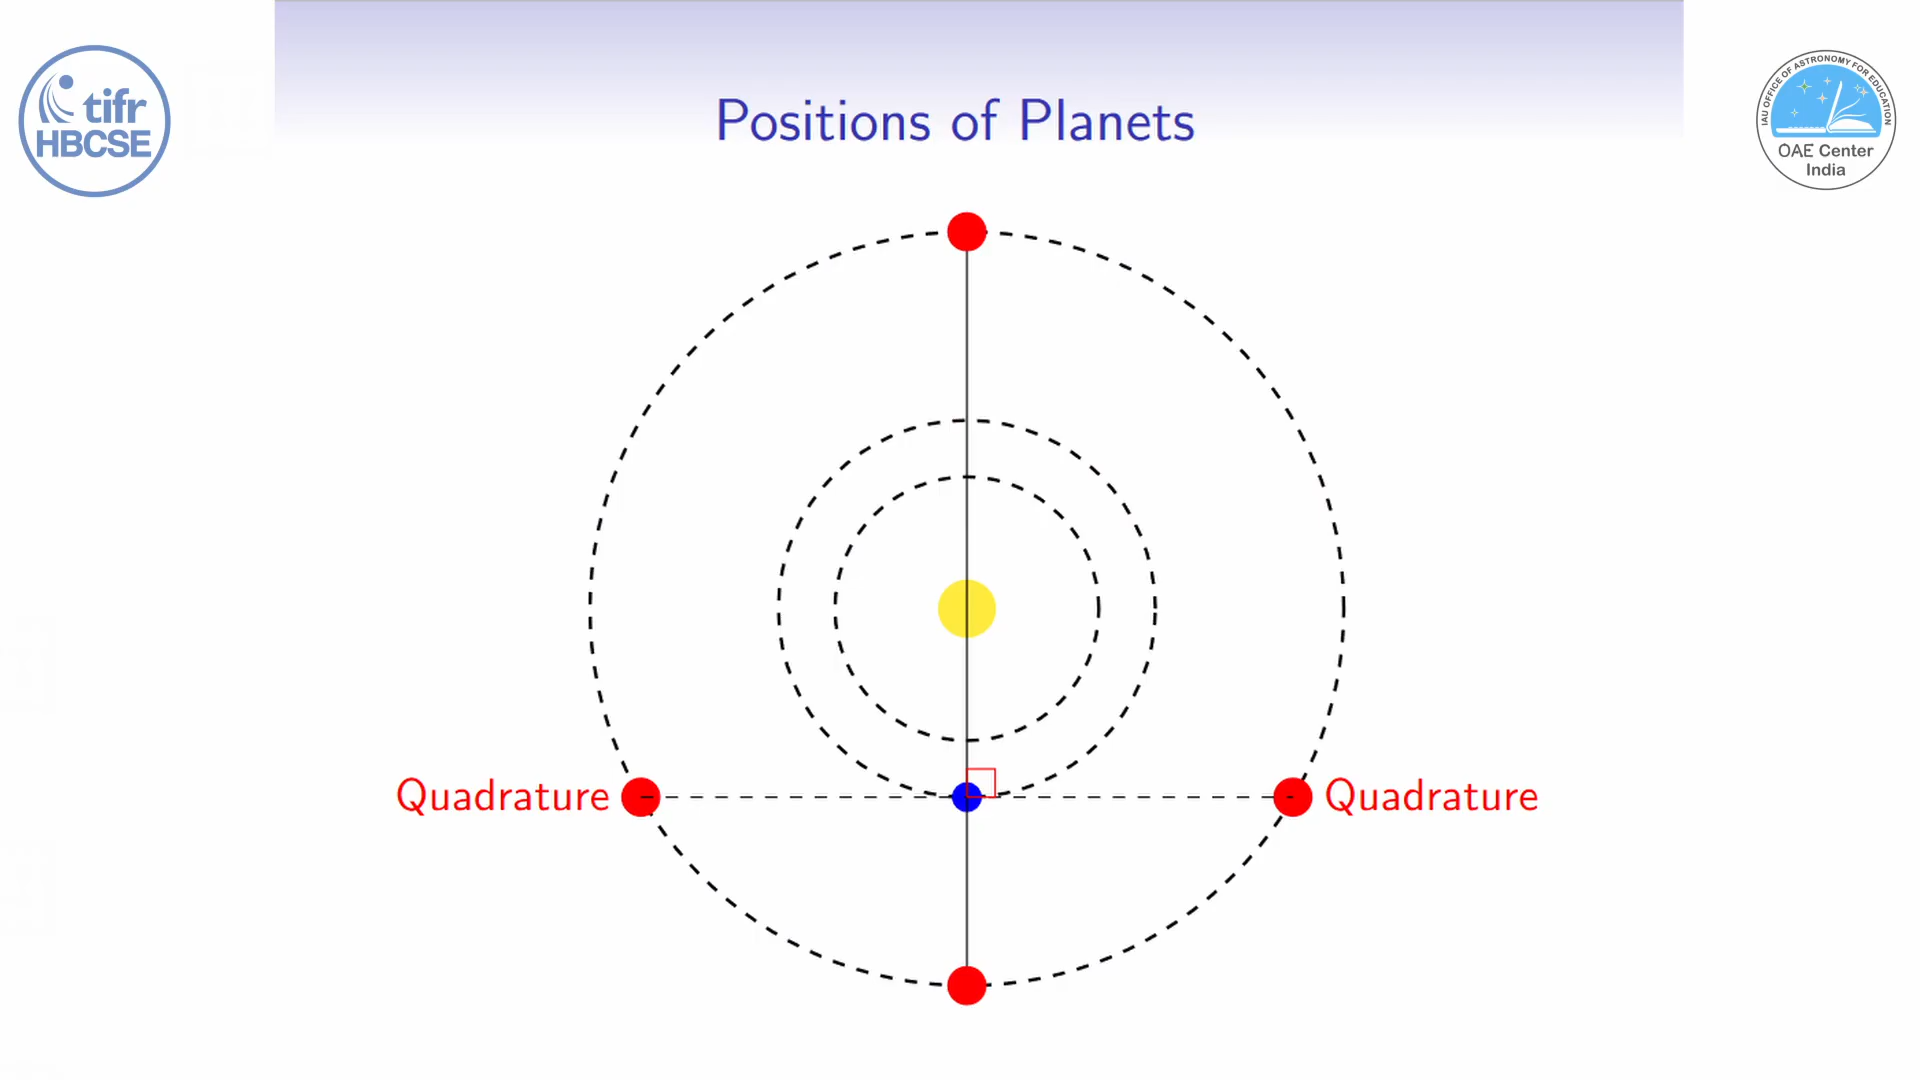 tifr
HBCSE
Positions of Planets
IAU OFFICE OF ASTRONOMY FOR EDUCATION
OAE Center
India
Quadrature
Quadrature